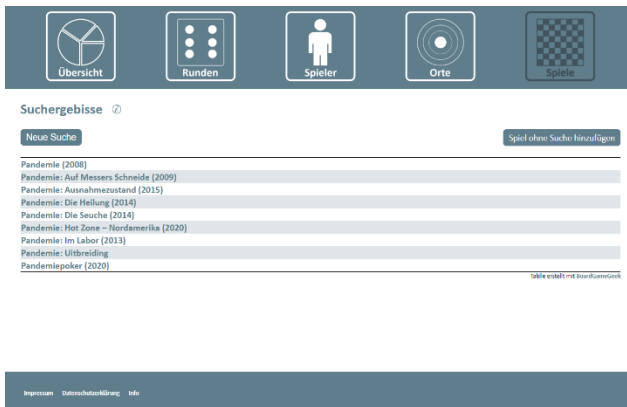 Übersicht
Runden
Spieler
Orte
Spiele
Suchergebisse
Neue Suche
Spiel ohne Suche hinzufügen
Pandemie (2008)
Pandemie: Auf Messers Schneide (2009)
Pandemie: Ausnahmezustand (2015)
Pandemie: Die Heilung (2014)
Pandemie: Die Seuche (2014)
Pandemie: Hot Zone – Nordamerika (2020)
Pandemie: Im Labor (2013)
Pandemie: Uitbreiding
Pandemiepoker (2020)
erstellt mit BoardGameGeek
Impressum Datenschutzerklärung Info